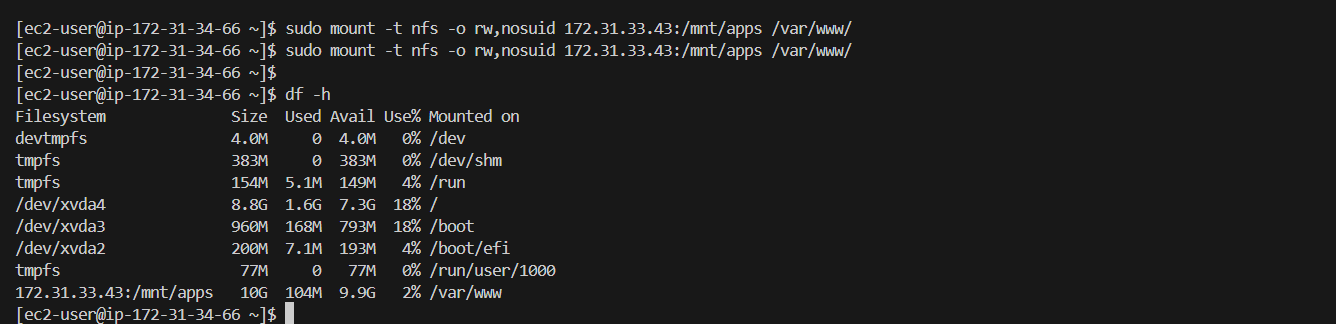 [ec2-user@ip-172-31-34-66 ~]$ sudo mount -t nfs -o rw,nosuid 172.31.33.43:/mnt/apps /var/www/
[ec2-user@ip-172-31-34-66 ~]$ sudo mount -t nfs -o rw,nosuid 172.31.33.43:/mnt/apps /var/www/
[ec2-user@ip-172-31-34-66 ~]$
[ec2-user@ip-172-31-34-66 ~]$ df -h
Filesystem              Size  Used Avail Use% Mounted on
devtmpfs                4.0M     0  4.0M   0% /dev
tmpfs                   383M     0  383M   0% /dev/shm
tmpfs                   154M  5.1M  149M   4% /run
/dev/xvda4              8.8G  1.6G  7.3G  18% /
/dev/xvda3              960M  168M  793M  18% /boot
/dev/xvda2              200M  7.1M  193M   4% /boot/efi
tmpfs                    77M     0   77M   0% /run/user/1000
172.31.33.43:/mnt/apps   10G  104M  9.9G   2% /var/www
[ec2-user@ip-172-31-34-66 ~]$